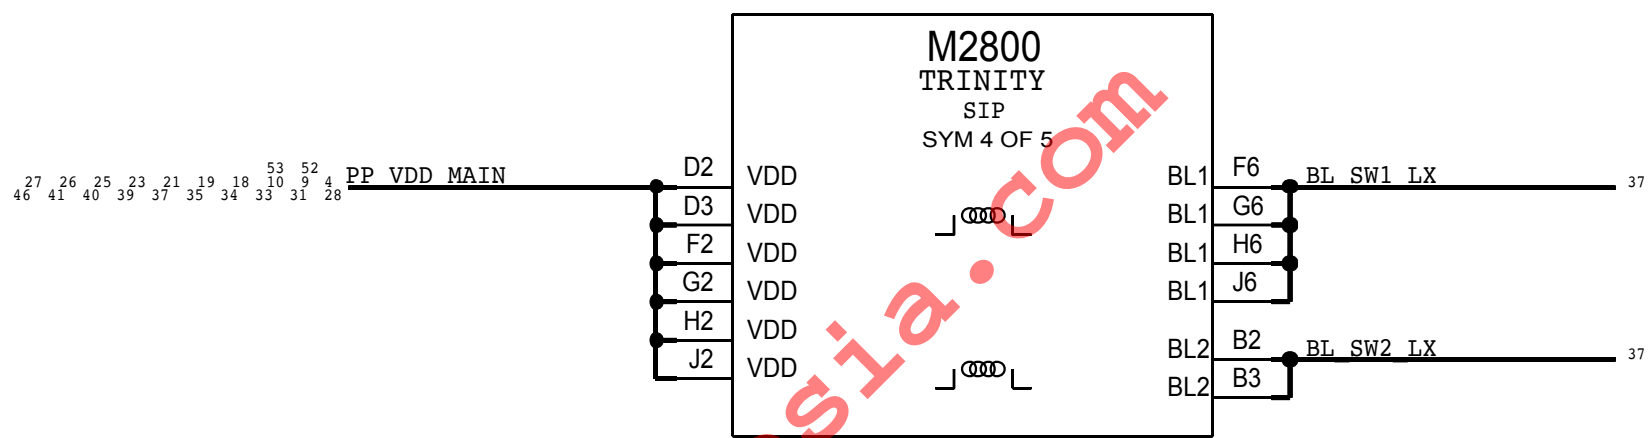 M2800
TRINITY
SIP
SYM 4 OF 5
53 52
27 26 25 23 21 19 18 10 9 4
46 41 40 39 37 35 34 33 31 28
PP_VDD_MAIN
D2 VDD
D3 VDD
F2 VDD
G2 VDD
H2 VDD
J2 VDD
BL1 F6 BL_SW1_LX 37
BL1 G6
BL1 H6
BL1 J6
BL2 B2 BL_SW2_LX 37
BL2 B3
sia.com